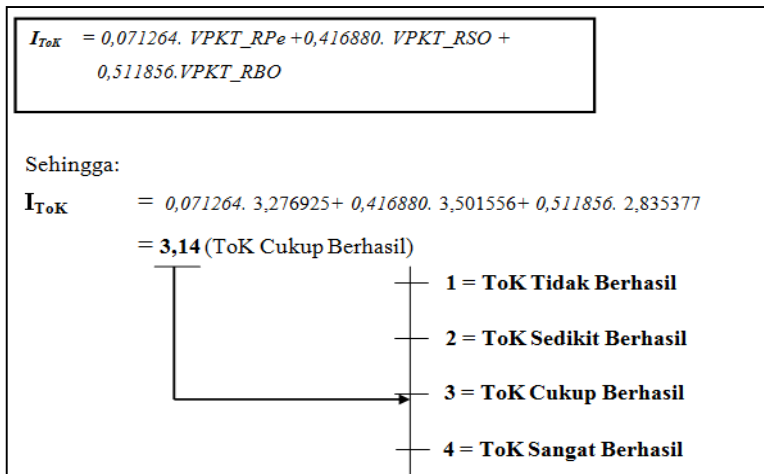 I_ToK = 0,071264. VPKT_RPe +0,416880. VPKT_RSO +
0,511856.VPKT_RBO
Sehingga:
I_ToK = 0,071264. 3,276925+ 0,416880. 3,501556+ 0,511856. 2,835377
= 3,14 (ToK Cukup Berhasil)
1 = ToK Tidak Berhasil
2 = ToK Sedikit Berhasil
3 = ToK Cukup Berhasil
4 = ToK Sangat Berhasil